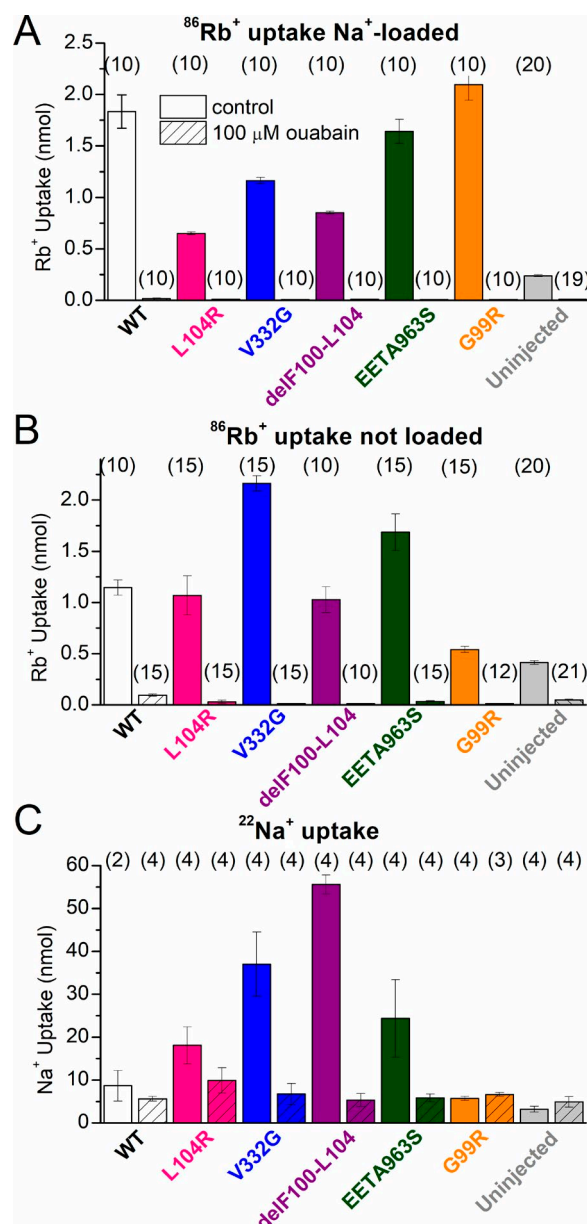 A
⁸⁶Rb⁺ uptake Na⁺-loaded
(10) (10) (10) (10) (10) (10) (20)
control
100 μM ouabain
Rb⁺ Uptake (nmol)
2.5
2.0
1.5
1.0
0.5
0.0
(10) (10) (10) (10) (10) (10) (19)
WT L104R V332G delF100-L104 EETA963S G99R Uninjected
B
⁸⁶Rb⁺ uptake not loaded
(10) (15) (15) (10) (15) (15) (20)
Rb⁺ Uptake (nmol)
2.0
1.5
1.0
0.5
0.0
(15) (15) (15) (10) (15) (12) (21)
WT L104R V332G delF100-L104 EETA963S G99R Uninjected
C
²²Na⁺ uptake
(2) (4) (4) (4) (4) (4) (4) (4) (4) (4) (4) (3) (4) (4)
Na⁺ Uptake (nmol)
60
50
40
30
20
10
0
WT L104R V332G delF100-L104 EETA963S G99R Uninjected